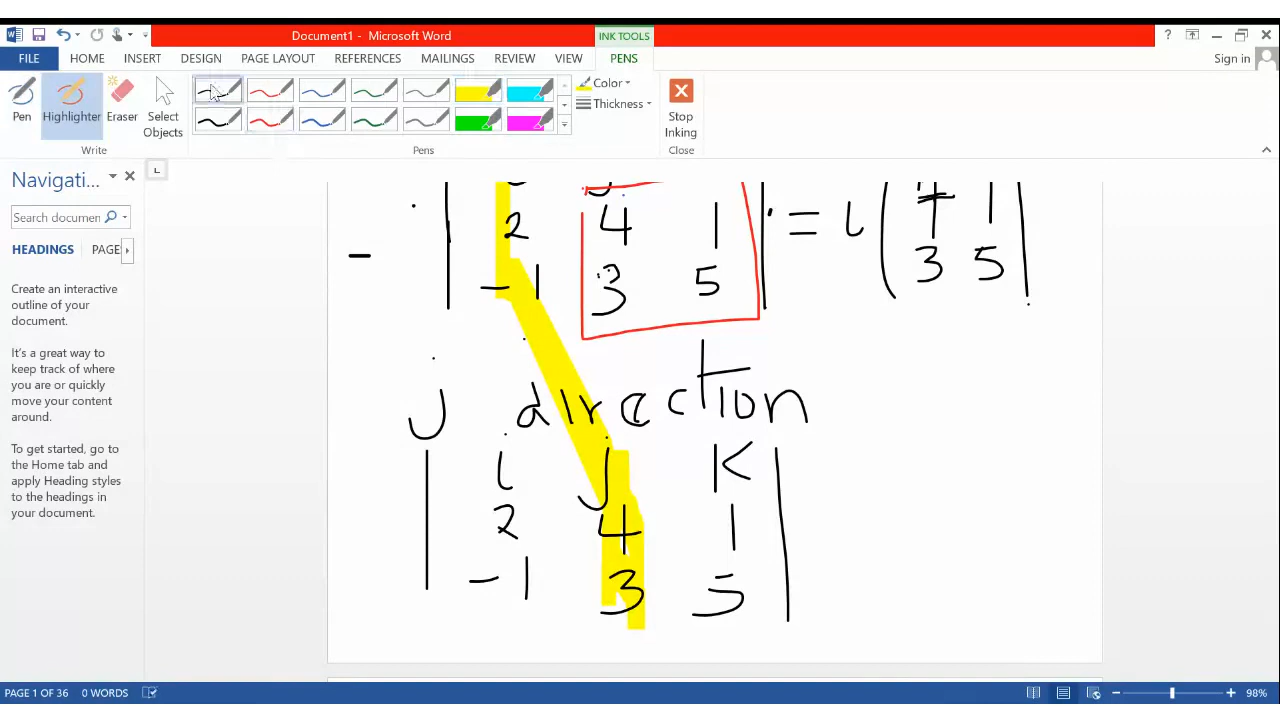 Document1 - Microsoft Word
INK TOOLS
?
FILE HOME INSERT DESIGN PAGE LAYOUT REFERENCES MAILINGS REVIEW VIEW PENS
Sign in
Pen Highlighter Eraser Select Objects
Color
Thickness
Stop Inking
Write Pens Close
Navigati...
Search documen
HEADINGS PAGE
Create an interactive
outline of your
document.
It's a great way to
keep track of where
you are or quickly
move your content
around.
To get started, go to
the Home tab and
apply Heading styles
to the headings in
your document.
- | 2 4 1 | = i | 4 1 |
-1 3 5 3 5
j direction
| i j K |
2 4 1
-1 3 5
PAGE 1 OF 36 0 WORDS
98%